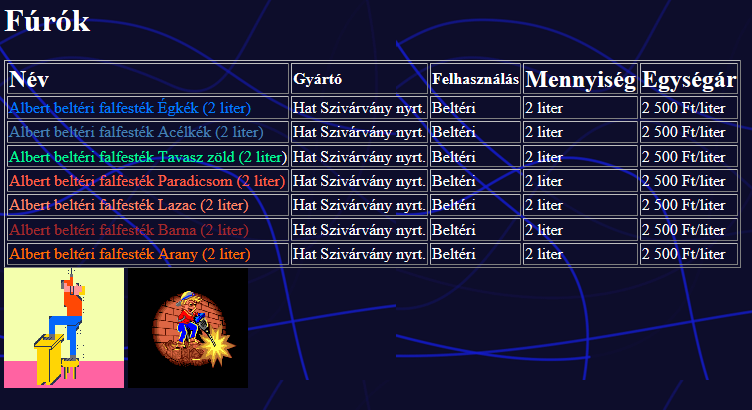 Fúrók
Név Gyártó Felhasználás Mennyiség Egységár
Albert beltéri falfesték Égkék (2 liter) Hat Szivárvány nyrt. Beltéri 2 liter 2 500 Ft/liter
Albert beltéri falfesték Acélkék (2 liter) Hat Szivárvány nyrt. Beltéri 2 liter 2 500 Ft/liter
Albert beltéri falfesték Tavasz zöld (2 liter) Hat Szivárvány nyrt. Beltéri 2 liter 2 500 Ft/liter
Albert beltéri falfesték Paradicsom (2 liter) Hat Szivárvány nyrt. Beltéri 2 liter 2 500 Ft/liter
Albert beltéri falfesték Lazac (2 liter) Hat Szivárvány nyrt. Beltéri 2 liter 2 500 Ft/liter
Albert beltéri falfesték Barna (2 liter) Hat Szivárvány nyrt. Beltéri 2 liter 2 500 Ft/liter
Albert beltéri falfesték Arany (2 liter) Hat Szivárvány nyrt. Beltéri 2 liter 2 500 Ft/liter